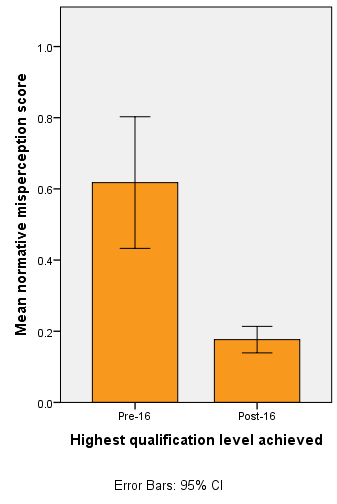 Mean normative misperception score
1.0
0.8
0.6
0.4
0.2
0.0
Pre-16 Post-16
Highest qualification level achieved
Error Bars: 95% CI